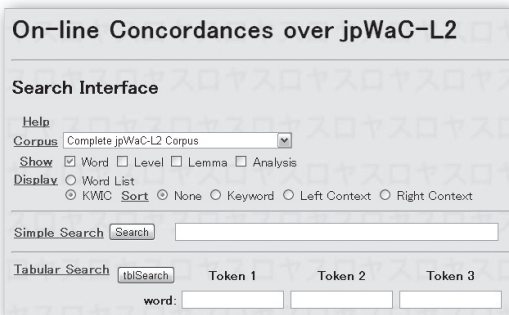 On-line Concordances over jpWaC-L2
Search Interface
Help
Corpus Complete jpWaC-L2 Corpus
Show Word Level Lemma Analysis
Display Word List
KWIC Sort None Keyword Left Context Right Context
Simple Search Search
Tabular Search tblSearch Token 1 Token 2 Token 3
word: